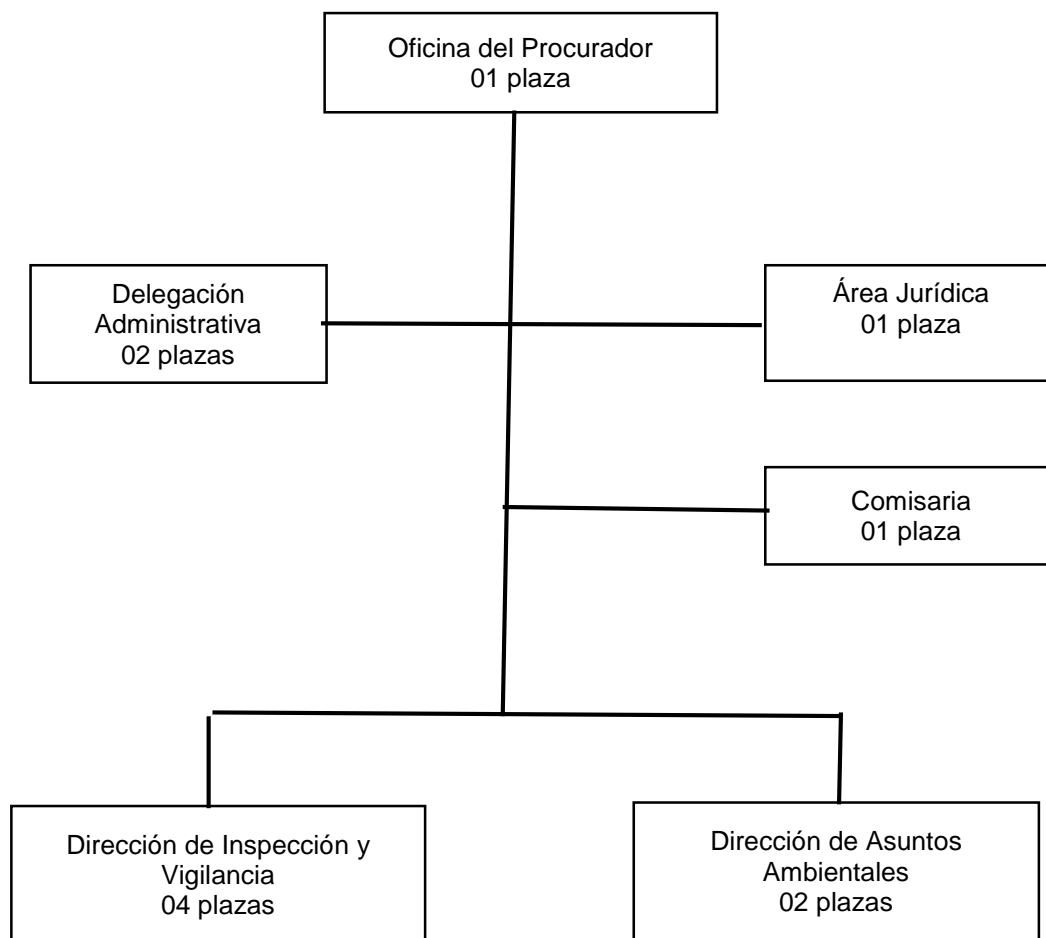 Oficina del Procurador
01 plaza
Delegación
Administrativa
02 plazas
Área Jurídica
01 plaza
Comisaria
01 plaza
Dirección de Inspección y
Vigilancia
04 plazas
Dirección de Asuntos
Ambientales
02 plazas